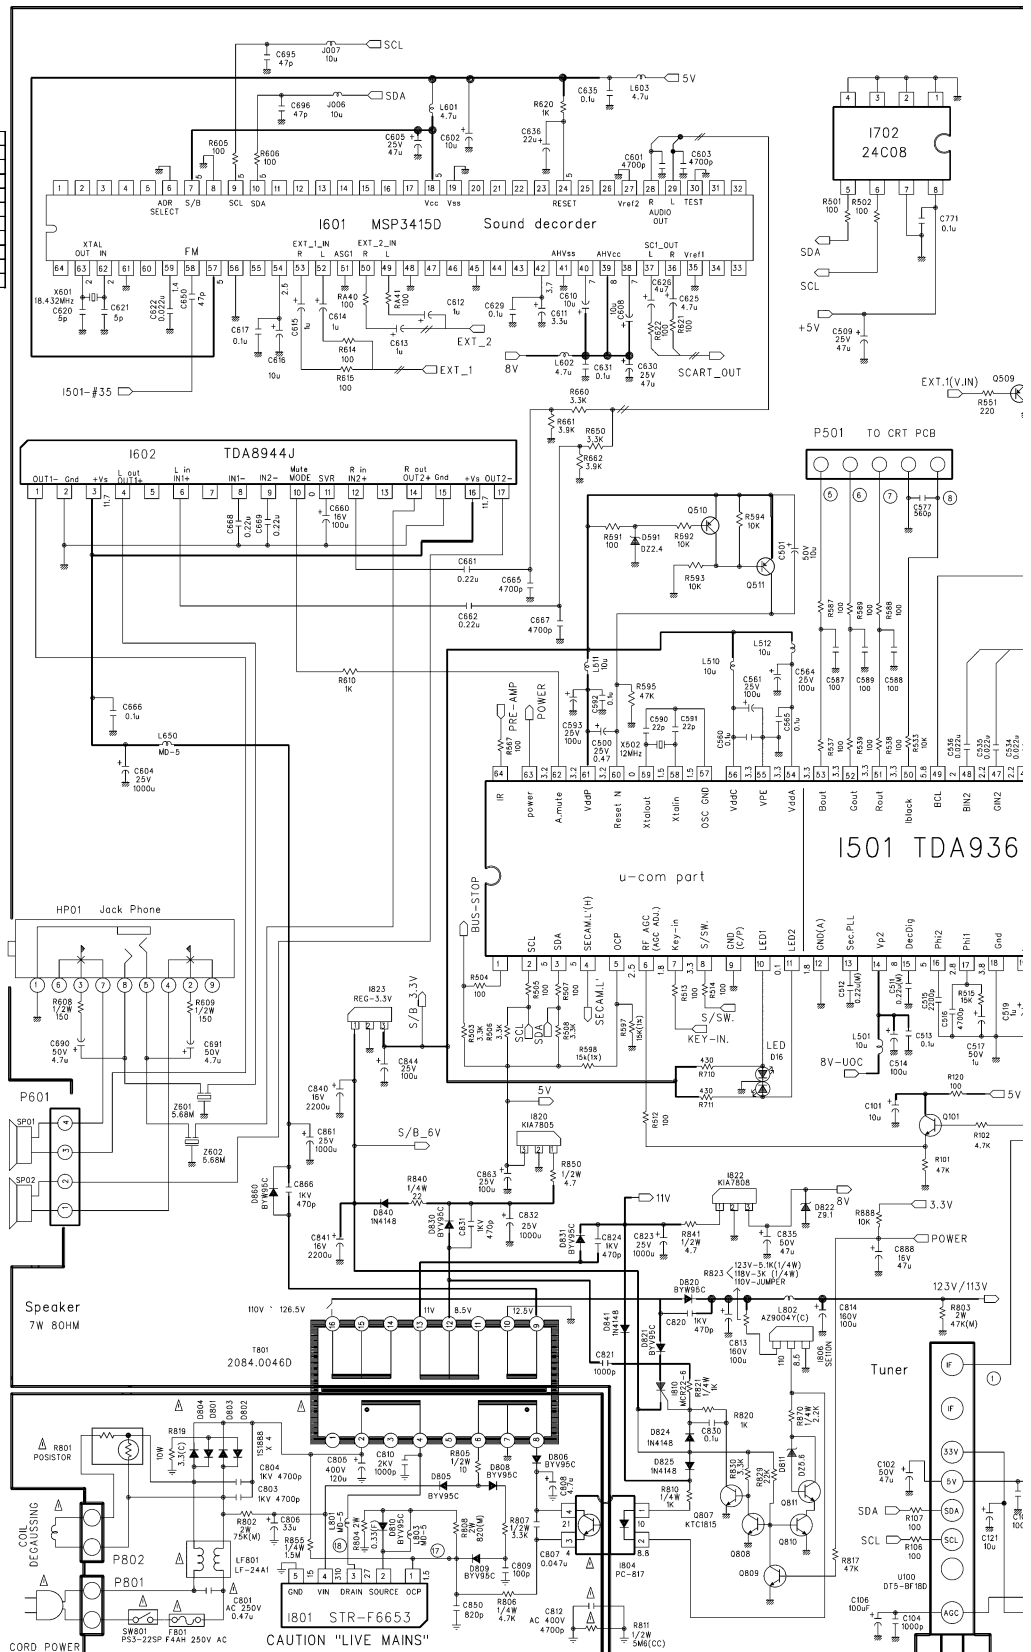 SCL
C695
47p
J007
10u
SDA
C696
47p
J006
10u
5V
L601
4.7u
C635
0.1u
L603
4.7u
R620
1K
C636
22u
C605
25V
47u
C602
10u
R605
100
R606
100
C601
4700p
C603
4700p
I702
24C08
R501
100
R502
100
C771
0.1u
SDA
SCL
+5V
C509
25V
47u
ADR
SELECT
S/B
SCL
SDA
Vcc
Vss
RESET
Vref2
R L
AUDIO
OUT
TEST
I601 MSP3415D Sound decorder
XTAL
OUT IN
FM
EXT_1_IN
R L
ASG1
EXT_2_IN
R L
AHVss
AHVcc
SC1_OUT
L R
Vref1
X601
18.432MHz
C620
5p
C621
5p
C622
0.022u
C650
47p
C617
0.1u
C616
10u
C615
1u
C614
1u
RA40
100
RA41
100
C612
1u
C613
1u
R614
100
R615
100
EXT_2
EXT_1
C629
0.1u
C611
3.3u
C610
10u
C608
10u
C626
4u7
C625
4.7u
R622
100
R621
100
8V
L602
4.7u
C631
0.1u
C630
25V
47u
SCART_OUT
I501-#35
R660
3.3K
R661
3.9K
R650
3.3K
R662
3.9K
EXT.1(V.IN)
R551
220
Q509
I602 TDA8944J
OUT1- Gnd +Vs
L out
OUT1+
L in
IN1+
IN1- IN2-
Mute
MODE
SVR
R in
IN2+
R out
OUT2+ Gnd
+Vs OUT2-
C668
0.22u
C669
0.22u
C660
16V
100u
C661
0.22u
C662
0.22u
C665
4700p
C667
4700p
P501 TO CRT PCB
C577
560p
R591
100
D591
DZ2.4
R592
10K
Q510
R594
10K
R593
10K
Q511
C501
50V
10u
R587
100
R589
100
R588
100
C587
100
C589
100
C588
100
R610
1K
C666
0.1u
L650
MD-5
C604
25V
1000u
L511
10u
L510
10u
L512
10u
R595
47K
C561
25V
100u
C564
25V
100u
PRE-AMP
POWER
R567
100
C593
25V
100u
C592
0.1u
C500
25V
0.47
C590
22p
C591
22p
X502
12MHz
C560
0.1u
C565
0.1u
R537
100
R539
100
R538
100
R533
10K
C536
0.022u
C535
0.022u
C534
0.022u
IR
power
A.mute
VddP
Reset N
Xtalout
Xtalin
OSC GND
VddC
VPE
VddA
Bout
Gout
Rout
Iblack
BCL
BIN2
GIN2
I501 TDA936
u-com part
BUS-STOP
SCL
SDA
SECAM.L'(H)
OCP
RF AGC
(AGC ADJ.)
Key-in
S/SW.
GND
(C/P)
LED1
LED2
GND(A)
Sec.PLL
Vp2
DecDig
Phi2
Phi1
Gnd
HP01 Jack Phone
R608
1/2W
150
R609
1/2W
150
C690
50V
4.7u
C691
50V
4.7u
Z601
5.68M
Z602
5.68M
P601
SP01
SP02
Speaker
7W 8OHM
I823
REG-3.3V
S/B_3.3V
C844
25V
100u
C840
16V
2200u
C861
25V
1000u
S/B_6V
D860
BYW95C
C866
1KV
470p
C841
16V
2200u
D840
1N4148
R840
1/4W
22
D830
BYV95C
C831
1KV
470p
C832
25V
1000u
C863
25V
100u
5V
I820
KIA7805
R850
1/2W
4.7
R504
100
R503
3.3K
R506
3.3K
R505
100
R507
100
R508
3.3K
SCL
SDA
SECAM.L'
R598
15k(1%)
R597
15K(1%)
R513
100
R514
100
S/SW.
KEY-IN.
LED
D16
430
R710
430
R711
R512
100
C512
0.22u(M)
C511
0.22u(M)
C513
0.1u
L501
10u
8V-UOC
C514
100u
C515
2200p
C516
4700p
R515
15K
C517
50V
1u
C519
1u
C101
10u
R120
100
5V
Q101
R102
4.7K
R101
47K
11V
I822
KIA7808
8V
D822
Z9.1
D831
BYV95C
C824
1KV
470p
C823
25V
1000u
R841
1/2W
4.7
C835
50V
47u
R888
10K
3.3V
POWER
C888
16V
47u
R823
123V-5.1K(1/4W)
118V-3K (1/4W)
110V-JUMPER
123V/113V
110V ~ 126.5V
11V
8.5V
12.5V
T801
2084.0046D
C821
1000p
D841
1N4148
D820
BYW95C
D821
BYV95C
C820
1KV
470p
C813
160V
100u
L802
AZ9004Y(C)
I806
SE110N
C814
160V
100u
R803
2W
47K(M)
I810
MCR22-6
R821
1/4W
1K
R820
1K
C830
0.1u
D824
1N4148
D825
1N4148
R810
1/4W
1K
R830
3.3K
R829
22K
R870
1/4W
2.2K
D811
DZ5.6
Q807
KTC1815
Q808
Q809
Q810
Q811
R817
47K
Tuner
IF
IF
33V
5V
SDA
SCL
AGC
C102
50V
47u
SDA
R107
100
SCL
R106
100
C121
10u
U100
DT5-BF18D
C106
100uF
C104
1000p
R801
POSISTOR
R819
10W
3.3(C)
D804
D801
D803
D802
IS1888
X 4
C804
1KV 4700p
C803
1KV 4700p
R802
2W
75K(M)
C806
33u
R855
1/4W
1.5M
LF801
LF-24A1
C801
AC 250V
0.47u
COIL
DEGAUSSING
P802
P801
SW801
PS3-22SP
F801
F4AH 250V AC
CORD POWER
C805
400V
120u
C810
2KV
1000p
R805
1/2W
10
D805
BYV95C
D808
BYV95C
D806
BYV95C
C808
4.7u
L801
MD-5
R804 2W
0.33(F)
D810
BYV95C
L803
MD-5
R808
2W
820(M)
R807
1/2W
3.3K
D809
BYV95C
C809
100p
C807
0.047u
I804
PC-817
GND VIN DRAIN SOURCE OCP
I801 STR-F6653
CAUTION "LIVE MAINS"
C850
820p
R806
1/4W
4.7K
C812
AC 400V
4700p
R811
1/2W
5M6(CC)